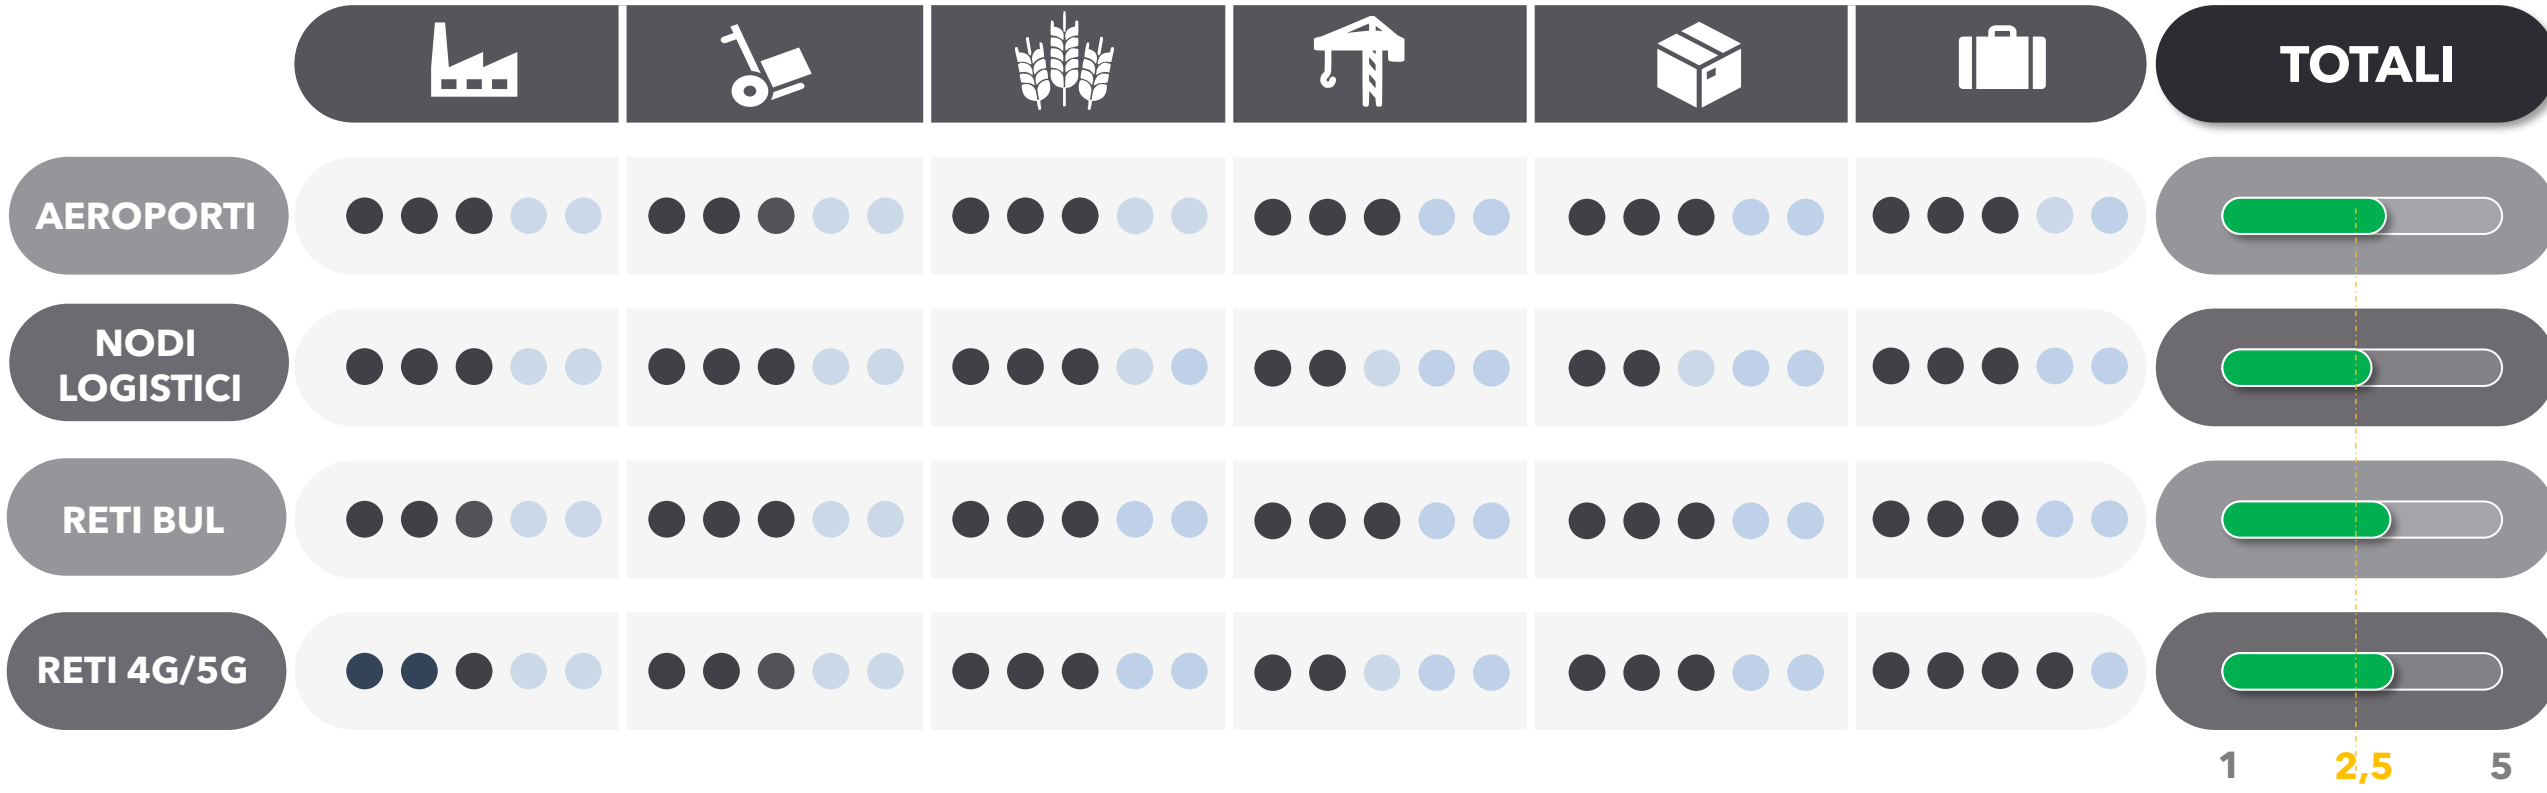 TOTALI
AEROPORTI
NODI
LOGISTICI
RETI BUL
RETI 4G/5G
1 2,5 5